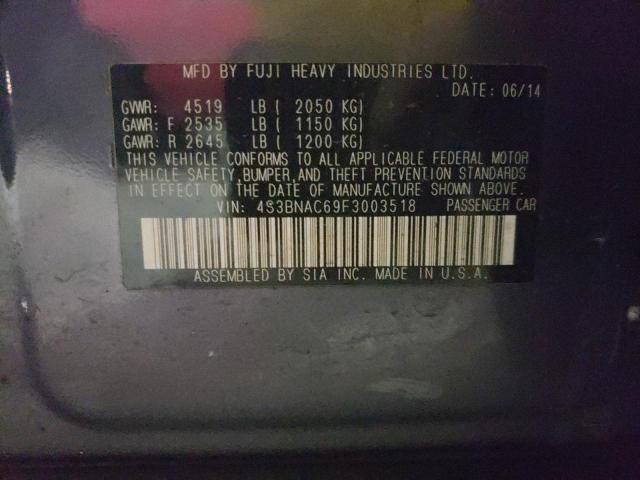 MFD BY FUJI HEAVY INDUSTRIES LTD.
DATE: 06/14
GVWR: 4519 LB ( 2050 KG)
GAWR: F 2535 LB ( 1150 KG)
GAWR: R 2645 LB ( 1200 KG)
THIS VEHICLE CONFORMS TO ALL APPLICABLE FEDERAL MOTOR
VEHICLE SAFETY, BUMPER, AND THEFT PREVENTION STANDARDS
IN EFFECT ON THE DATE OF MANUFACTURE SHOWN ABOVE.
VIN: 4S3BNAC69F3003518 PASSENGER CAR
ASSEMBLED BY SIA INC. MADE IN U.S.A.